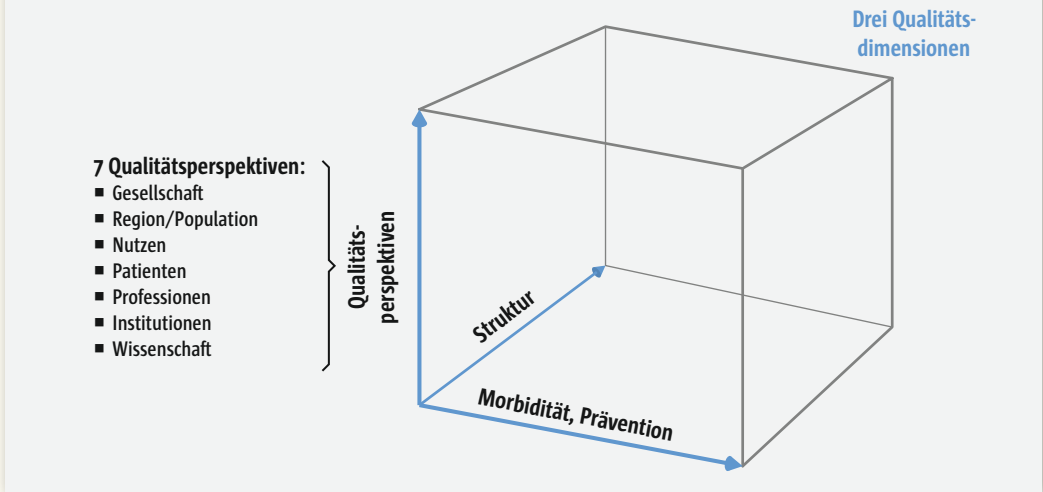 Drei Qualitäts-
dimensionen
7 Qualitätsperspektiven:
■ Gesellschaft
■ Region/Population
■ Nutzen
■ Patienten
■ Professionen
■ Institutionen
■ Wissenschaft
Qualitäts-
perspektiven
Struktur
Morbidität, Prävention